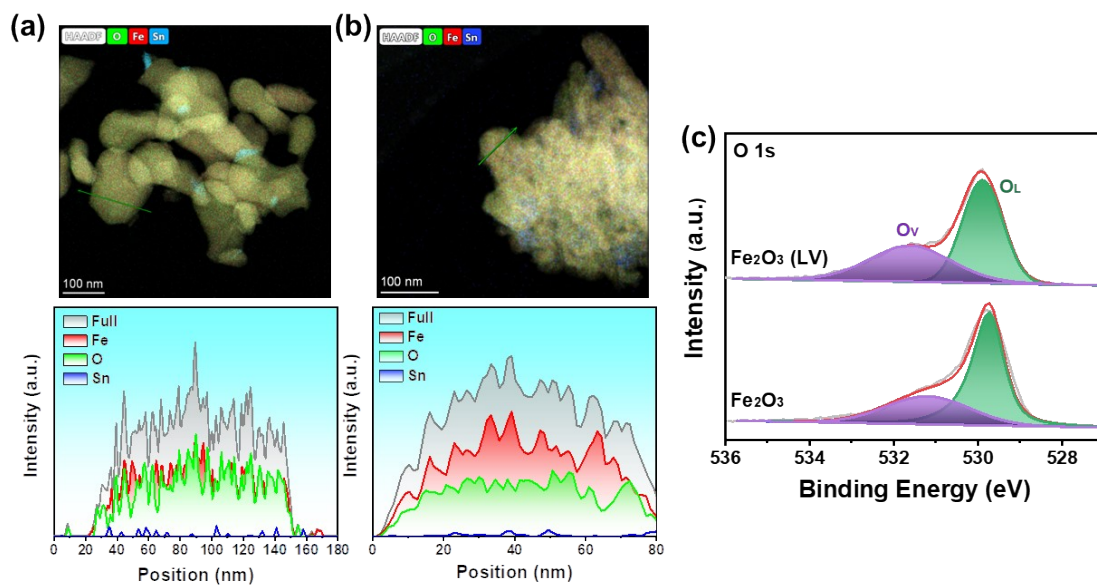 (a)
HAADF O Fe Sn
100 nm
Full
Fe
O
Sn
Intensity (a.u.)
0 20 40 60 80 100 120 140 160 180
Position (nm)
(b)
HAADF O Fe Sn
100 nm
Full
Fe
O
Sn
Intensity (a.u.)
0 20 40 60 80
Position (nm)
(c)
O 1s
OL
OV
Fe₂O₃ (LV)
Fe₂O₃
Intensity (a.u.)
536 534 532 530 528
Binding Energy (eV)